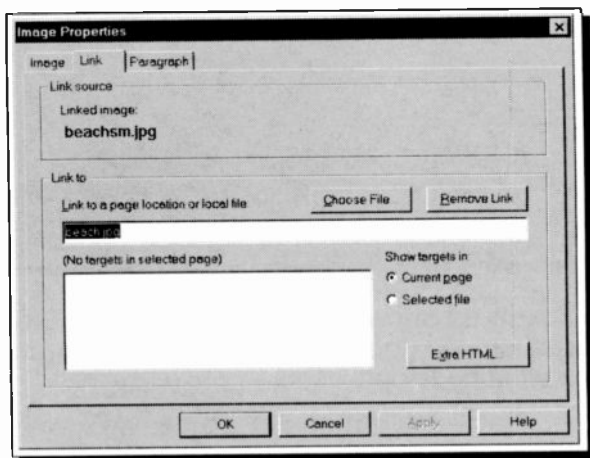 Image Properties
Image Link Paragraph
Link source
Linked image:
beachsm.jpg
Link to
Link to a page location or local file Choose File Remove Link
beach.jpg
(No targets in selected page) Show targets in:
Current page
Selected file
Extra HTML
OK Cancel Apply Help